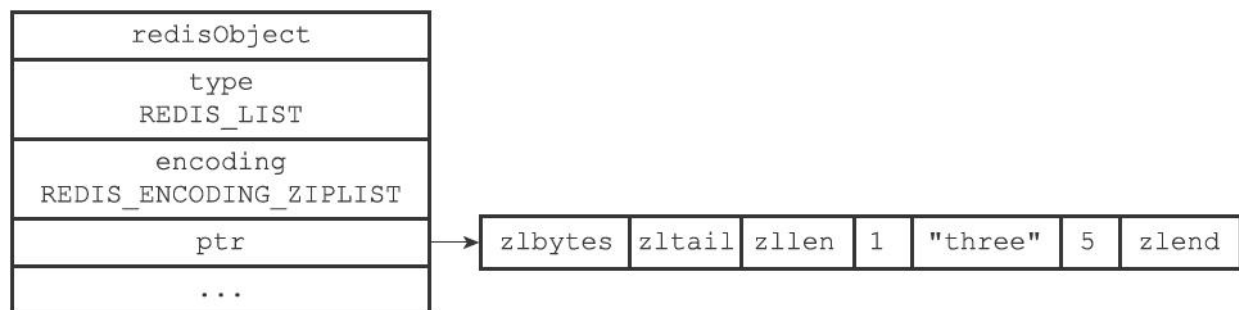 redisObject
type
REDIS_LIST
encoding
REDIS_ENCODING_ZIPLIST
ptr
zlbytes zltail zllen 1 "three" 5 zlend
...